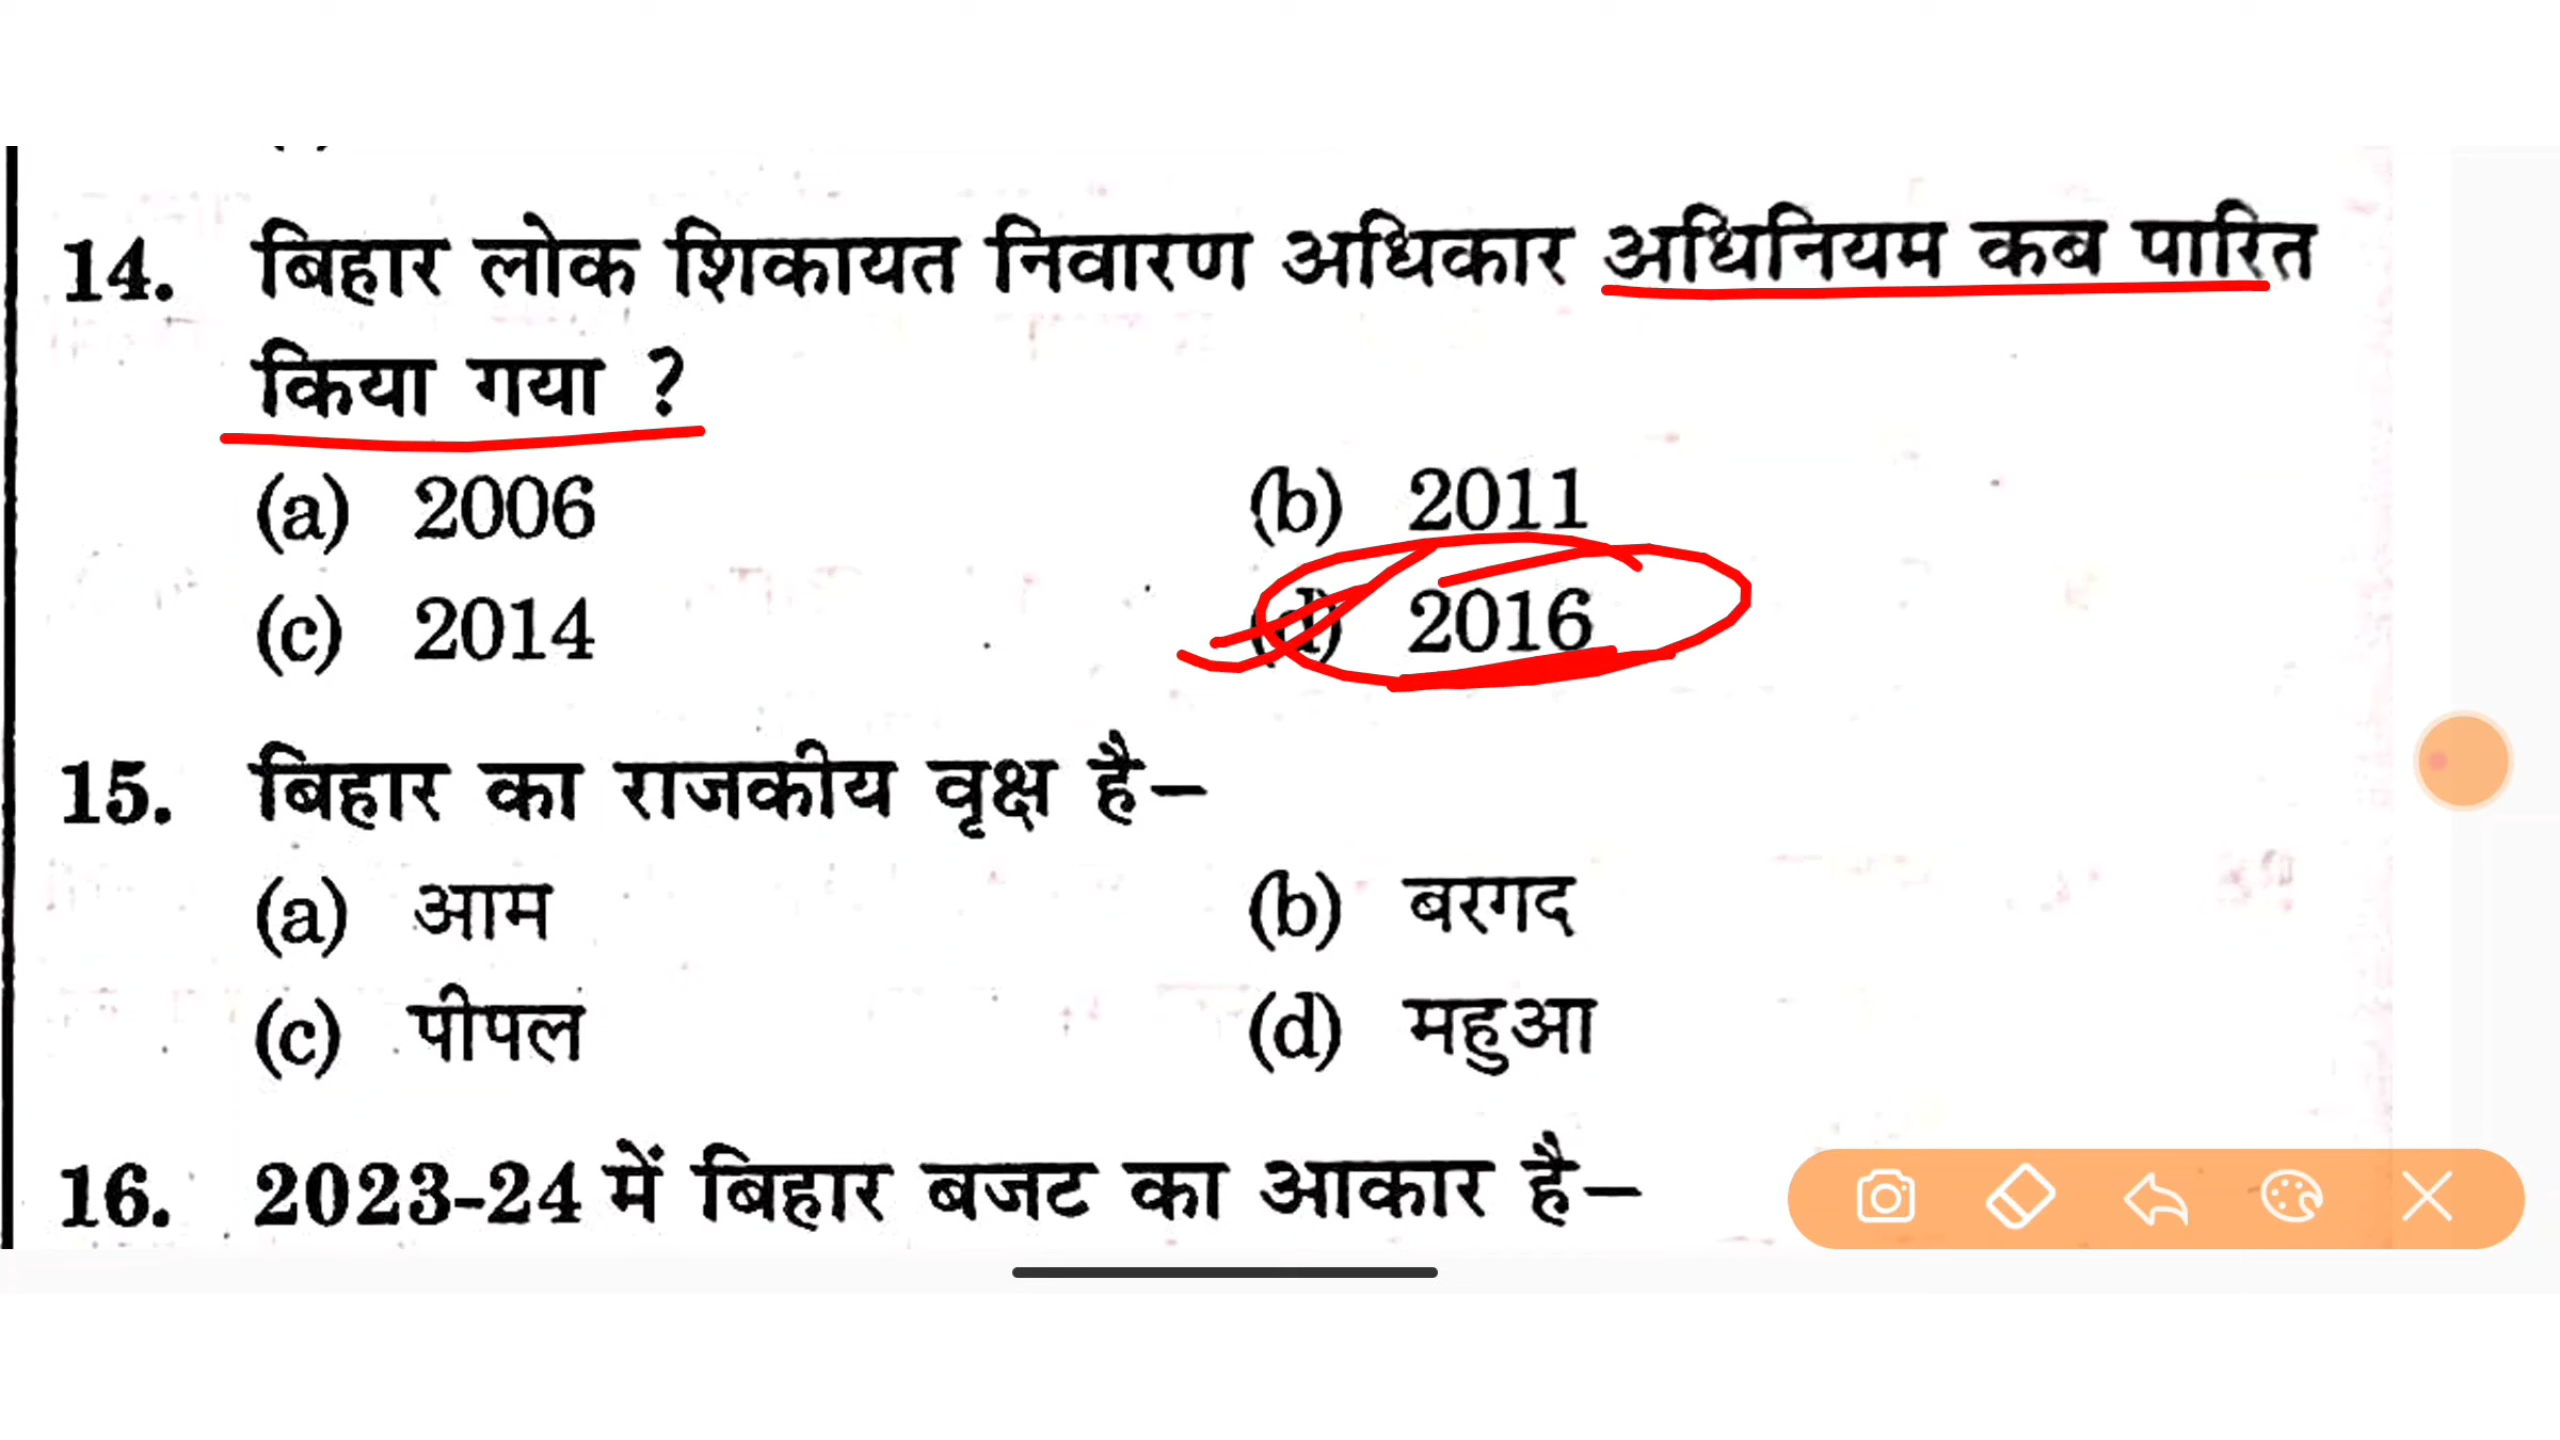 14. बिहार लोक शिकायत निवारण अधिकार अधिनियम कब पारित
किया गया ?
(a) 2006 (b) 2011
(c) 2014 (d) 2016
15. बिहार का राजकीय वृक्ष है–
(a) आम (b) बरगद
(c) पीपल (d) महुआ
16. 2023-24 में बिहार बजट का आकार है–